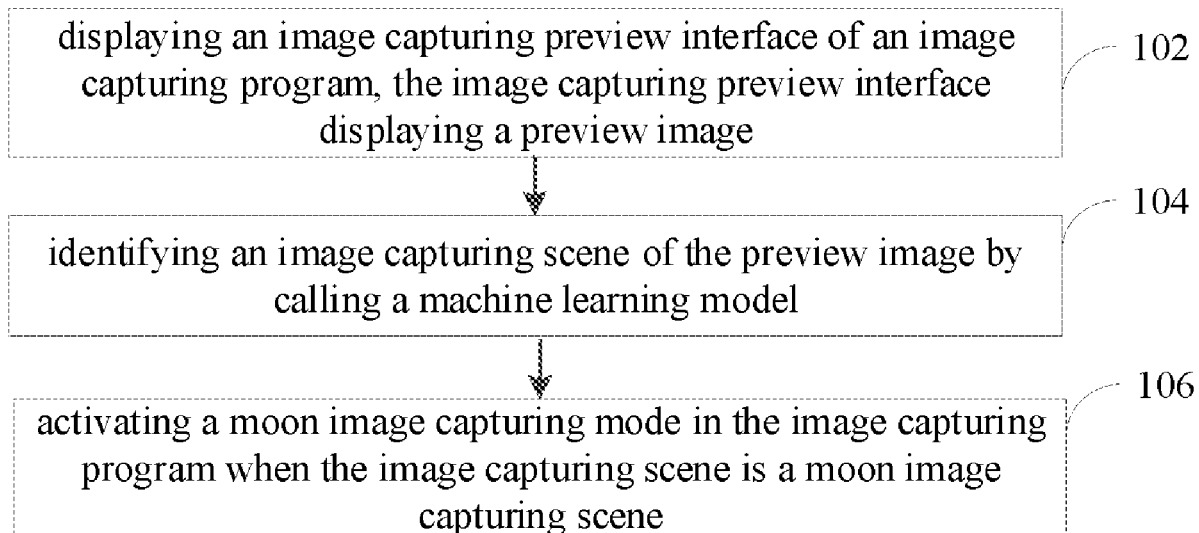 displaying an image capturing preview interface of an image
capturing program, the image capturing preview interface
displaying a preview image
102
identifying an image capturing scene of the preview image by
calling a machine learning model
104
activating a moon image capturing mode in the image capturing
program when the image capturing scene is a moon image
capturing scene
106